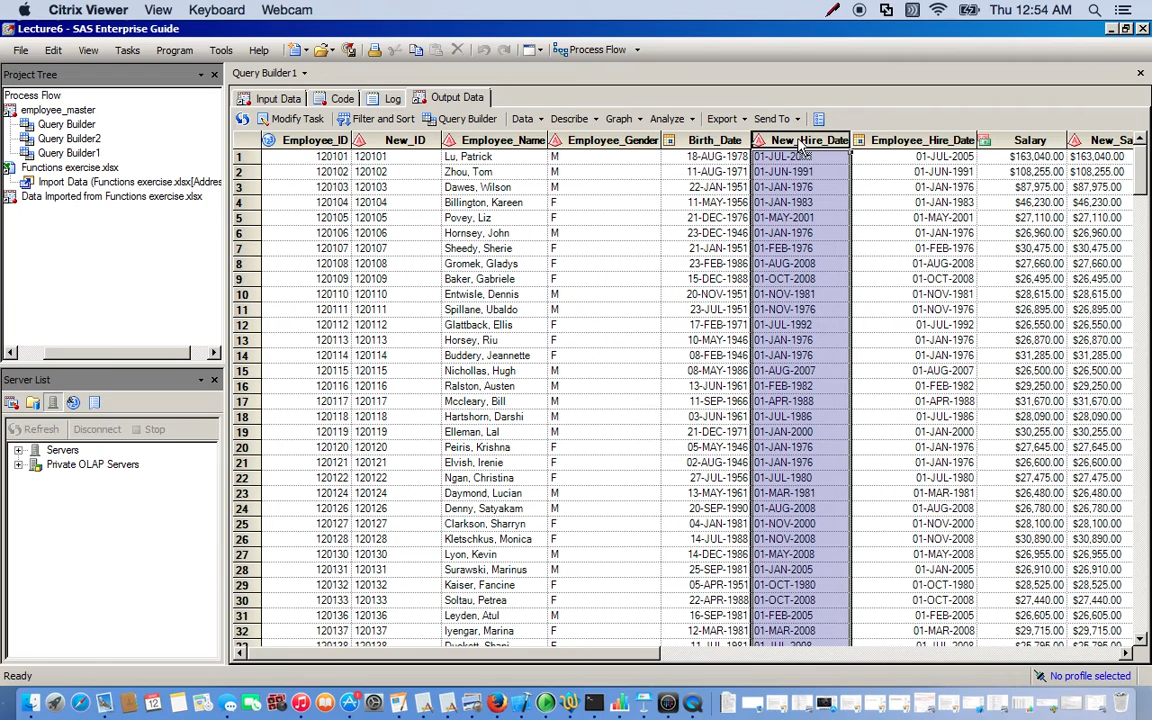 Citrix Viewer View Keyboard Webcam Thu 12:54 AM
Lecture6 - SAS Enterprise Guide
File Edit View Tasks Program Tools Help Process Flow
Project Tree
Process Flow
employee_master
Query Builder
Query Builder2
Query Builder1
Functions exercise.xlsx
Import Data (Functions exercise.xlsx[Addres
Data Imported from Functions exercise.xlsx
Server List
Refresh Disconnect Stop
Servers
Private OLAP Servers
Query Builder1
Input Data Code Log Output Data
Modify Task Filter and Sort Query Builder Data Describe Graph Analyze Export Send To
Employee_ID New_ID Employee_Name Employee_Gender Birth_Date New_Hire_Date Employee_Hire_Date Salary New_Sa
1 120101 120101 Lu, Patrick M 18-AUG-1978 01-JUL-2005 01-JUL-2005 $163,040.00 $163,040.00
2 120102 120102 Zhou, Tom M 11-AUG-1971 01-JUN-1991 01-JUN-1991 $108,255.00 $108,255.00
3 120103 120103 Dawes, Wilson M 22-JAN-1951 01-JAN-1976 01-JAN-1976 $87,975.00 $87,975.00
4 120104 120104 Billington, Kareen F 11-MAY-1956 01-JAN-1983 01-JAN-1983 $46,230.00 $46,230.00
5 120105 120105 Povey, Liz F 21-DEC-1976 01-MAY-2001 01-MAY-2001 $27,110.00 $27,110.00
6 120106 120106 Hornsey, John M 23-DEC-1946 01-JAN-1976 01-JAN-1976 $26,960.00 $26,960.00
7 120107 120107 Sheedy, Sherie F 21-JAN-1951 01-FEB-1976 01-FEB-1976 $30,475.00 $30,475.00
8 120108 120108 Gromek, Gladys F 23-FEB-1986 01-AUG-2008 01-AUG-2008 $27,660.00 $27,660.00
9 120109 120109 Baker, Gabriele F 15-DEC-1988 01-OCT-2008 01-OCT-2008 $26,495.00 $26,495.00
10 120110 120110 Entwisle, Dennis M 20-NOV-1951 01-NOV-1981 01-NOV-1981 $28,615.00 $28,615.00
11 120111 120111 Spillane, Ubaldo M 23-JUL-1951 01-NOV-1976 01-NOV-1976 $26,895.00 $26,895.00
12 120112 120112 Glattback, Ellis F 17-FEB-1971 01-JUL-1992 01-JUL-1992 $26,550.00 $26,550.00
13 120113 120113 Horsey, Riu F 10-MAY-1946 01-JAN-1976 01-JAN-1976 $26,870.00 $26,870.00
14 120114 120114 Buddery, Jeannette F 08-FEB-1946 01-JAN-1976 01-JAN-1976 $31,285.00 $31,285.00
15 120115 120115 Nichollas, Hugh M 08-MAY-1986 01-AUG-2007 01-AUG-2007 $26,500.00 $26,500.00
16 120116 120116 Ralston, Austen M 13-JUN-1961 01-FEB-1982 01-FEB-1982 $29,250.00 $29,250.00
17 120117 120117 Mccleary, Bill M 11-SEP-1966 01-APR-1988 01-APR-1988 $31,670.00 $31,670.00
18 120118 120118 Hartshorn, Darshi M 03-JUN-1961 01-JUL-1986 01-JUL-1986 $28,090.00 $28,090.00
19 120119 120119 Elleman, Lal M 21-DEC-1971 01-JAN-2000 01-JAN-2000 $30,255.00 $30,255.00
20 120120 120120 Peiris, Krishna F 05-MAY-1946 01-JAN-1976 01-JAN-1976 $27,645.00 $27,645.00
21 120121 120121 Elvish, Irenie F 02-AUG-1946 01-JAN-1976 01-JAN-1976 $26,600.00 $26,600.00
22 120122 120122 Ngan, Christina F 27-JUL-1956 01-JUL-1980 01-JUL-1980 $27,475.00 $27,475.00
23 120124 120124 Daymond, Lucian M 13-MAY-1961 01-MAR-1981 01-MAR-1981 $26,480.00 $26,480.00
24 120126 120126 Denny, Satyakam M 20-SEP-1990 01-AUG-2008 01-AUG-2008 $26,780.00 $26,780.00
25 120127 120127 Clarkson, Sharryn F 04-JAN-1981 01-NOV-2000 01-NOV-2000 $28,100.00 $28,100.00
26 120128 120128 Kletschkus, Monica F 14-JUL-1988 01-NOV-2008 01-NOV-2008 $30,890.00 $30,890.00
27 120130 120130 Lyon, Kevin M 14-DEC-1986 01-MAY-2008 01-MAY-2008 $26,955.00 $26,955.00
28 120131 120131 Surawski, Marinus M 25-SEP-1981 01-JAN-2005 01-JAN-2005 $26,910.00 $26,910.00
29 120132 120132 Kaiser, Fancine F 05-APR-1951 01-OCT-1980 01-OCT-1980 $28,525.00 $28,525.00
30 120133 120133 Soltau, Petrea F 22-APR-1988 01-OCT-2008 01-OCT-2008 $27,440.00 $27,440.00
31 120136 120136 Leyden, Atul M 16-SEP-1981 01-FEB-2005 01-FEB-2005 $26,605.00 $26,605.00
32 120137 120137 Iyengar, Marina F 12-MAR-1981 01-MAR-2008 01-MAR-2008 $29,715.00 $29,715.00
Ready No profile selected